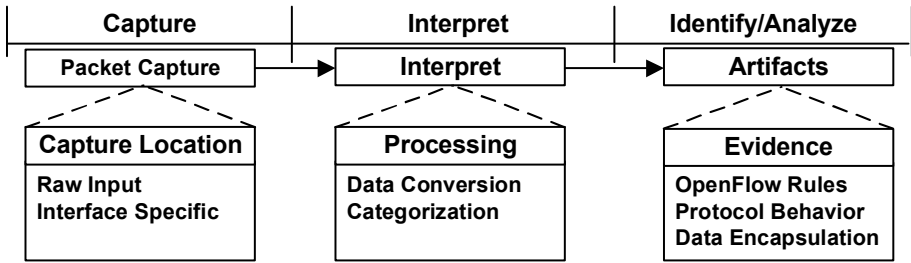 Capture
Interpret
Identify/Analyze
Packet Capture
Interpret
Artifacts
Capture Location
Raw Input
Interface Specific
Processing
Data Conversion
Categorization
Evidence
OpenFlow Rules
Protocol Behavior
Data Encapsulation